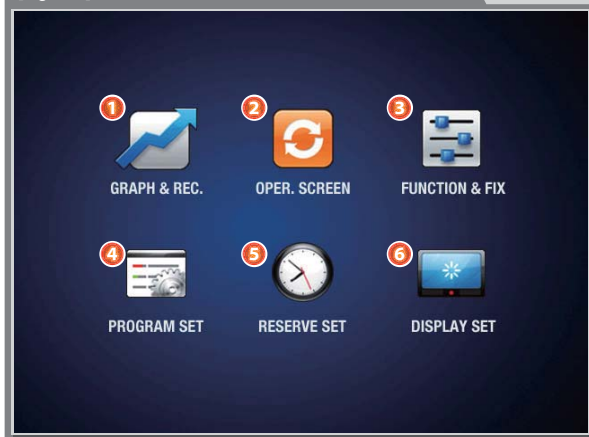 1 2 3
GRAPH & REC. OPER. SCREEN FUNCTION & FIX
4 5 6
PROGRAM SET RESERVE SET DISPLAY SET